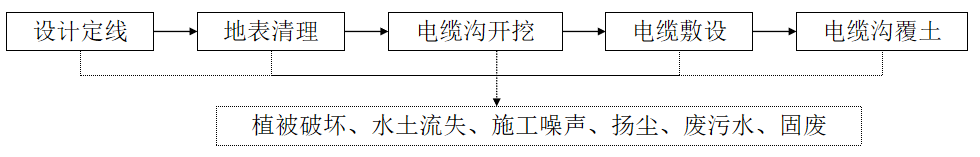 设计定线 地表清理 电缆沟开挖 电缆敷设 电缆沟覆土
植被破坏、水土流失、施工噪声、扬尘、废污水、固废